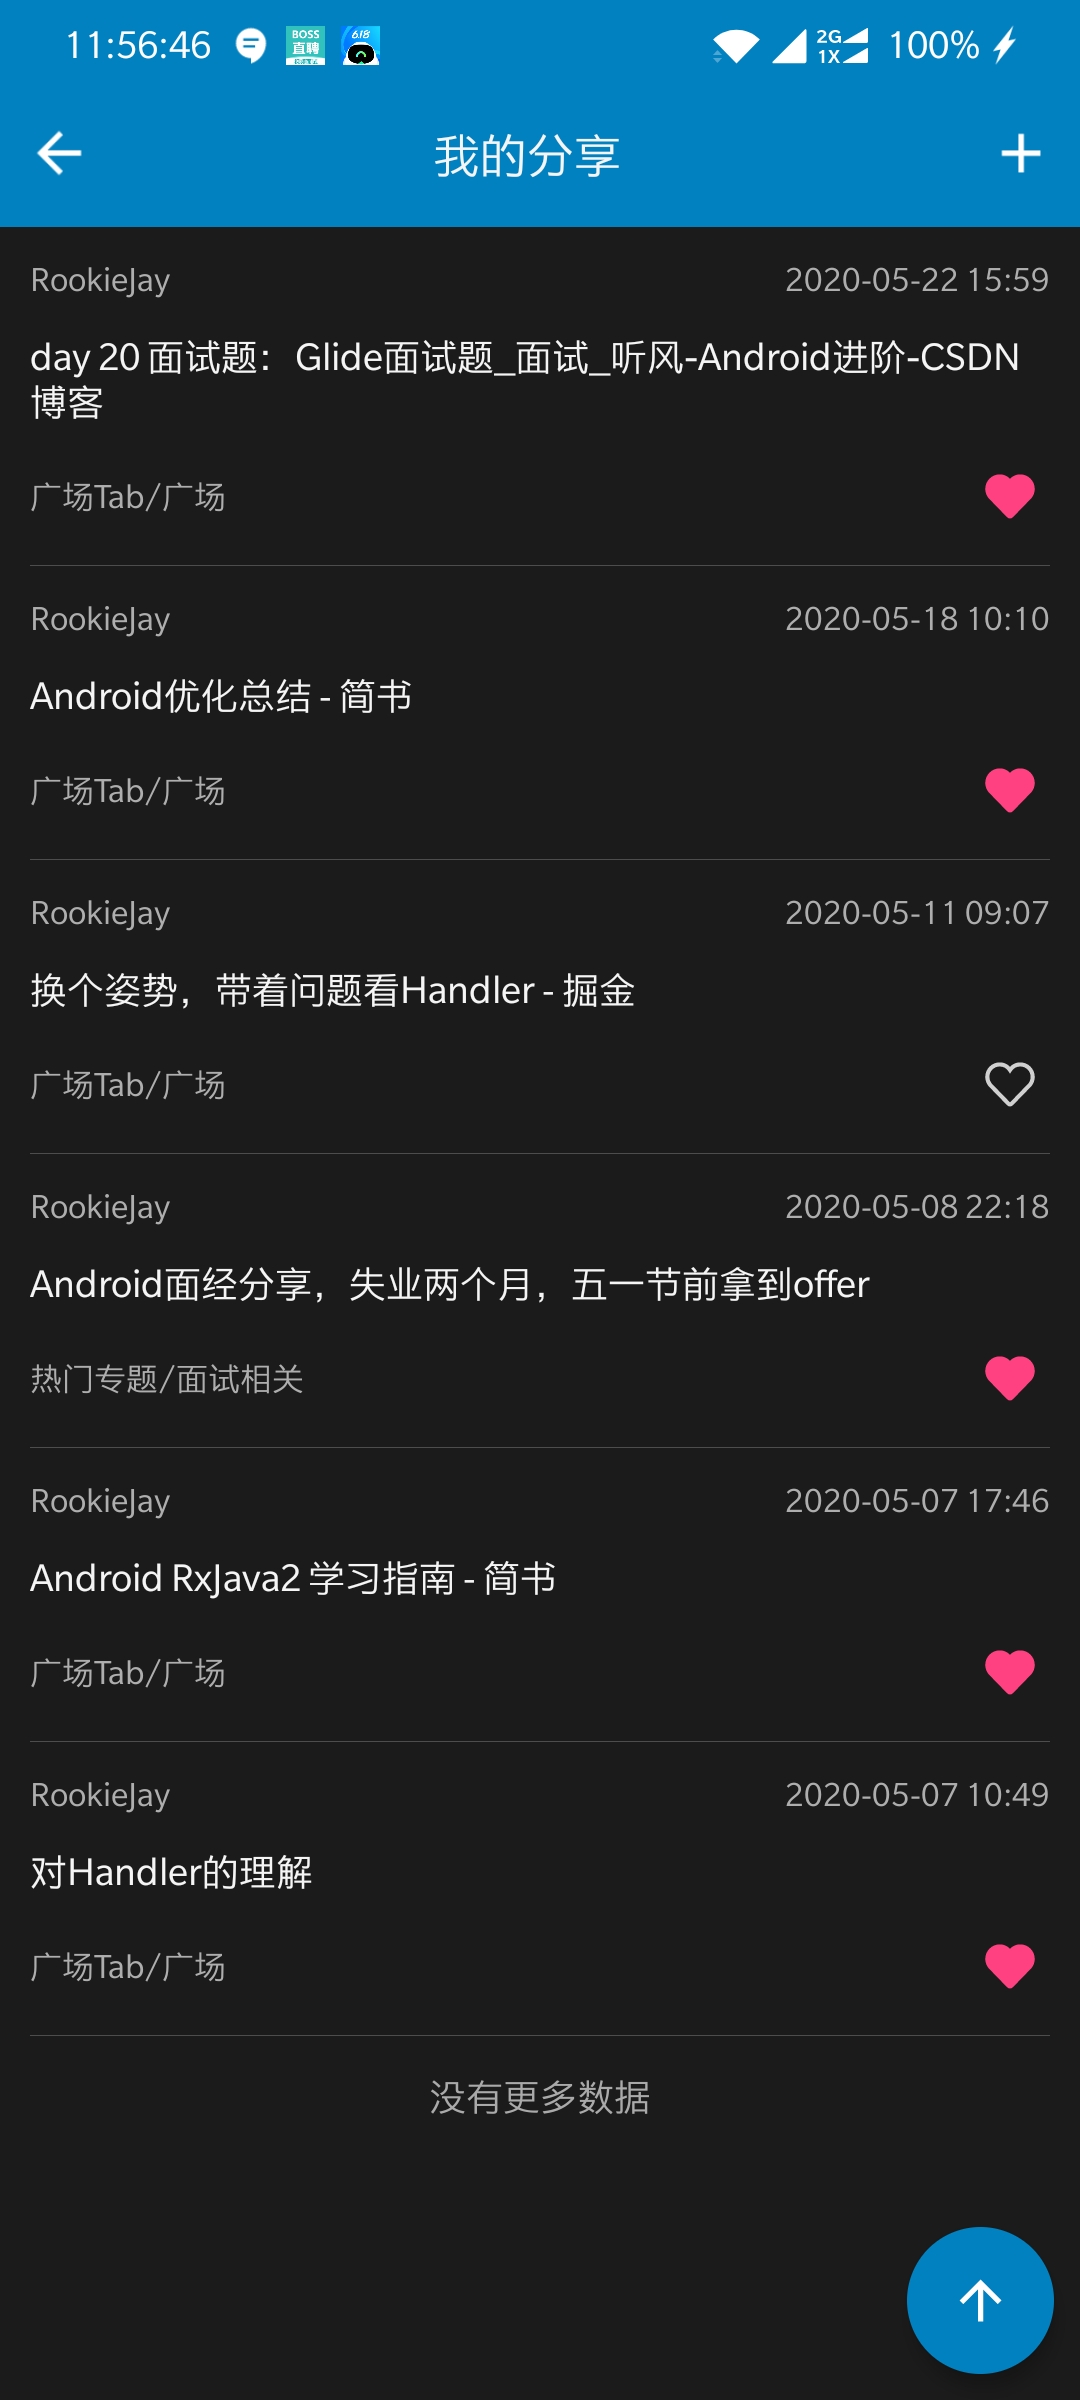 11:56:46
BOSS
直聘
618
2G
1X
100%
我的分享
RookieJay 2020-05-22 15:59
day 20 面试题：Glide面试题_面试_听风-Android进阶-CSDN
博客
广场Tab/广场
RookieJay 2020-05-18 10:10
Android优化总结 - 简书
广场Tab/广场
RookieJay 2020-05-11 09:07
换个姿势，带着问题看Handler - 掘金
广场Tab/广场
RookieJay 2020-05-08 22:18
Android面经分享，失业两个月，五一节前拿到offer
热门专题/面试相关
RookieJay 2020-05-07 17:46
Android RxJava2 学习指南 - 简书
广场Tab/广场
RookieJay 2020-05-07 10:49
对Handler的理解
广场Tab/广场
没有更多数据